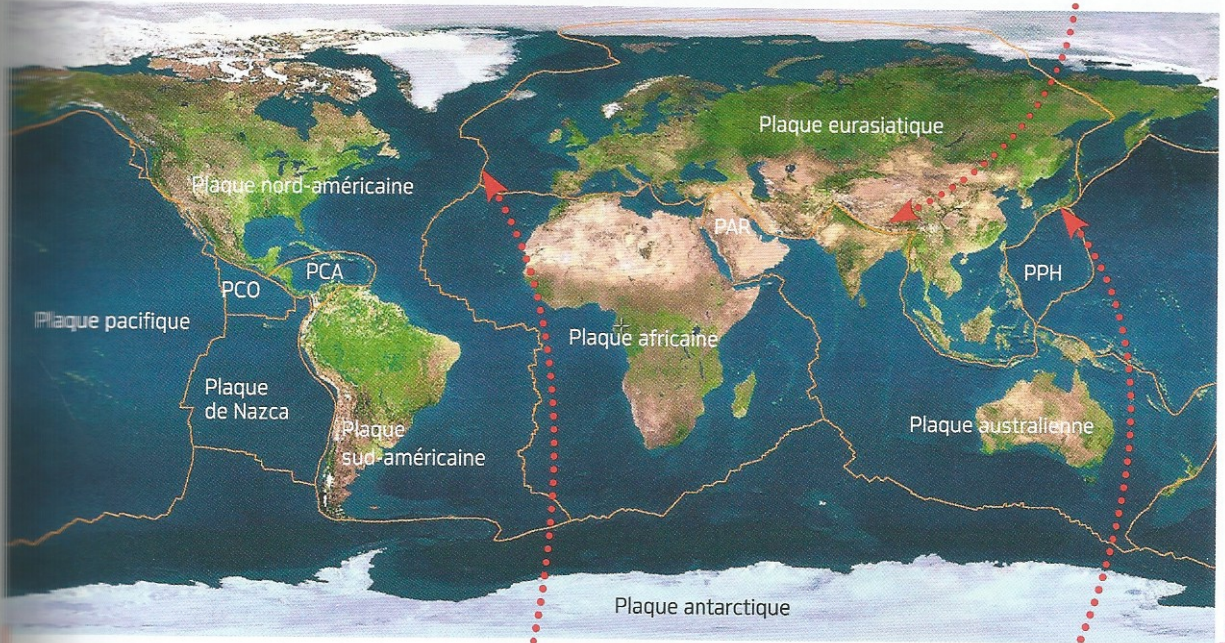 Plaque eurasiatique
Plaque nord-américaine
PAR
PCA
PPH
PCO
Plaque pacifique
Plaque africaine
Plaque
de Nazca
Plaque australienne
Plaque
sud-américaine
Plaque antarctique